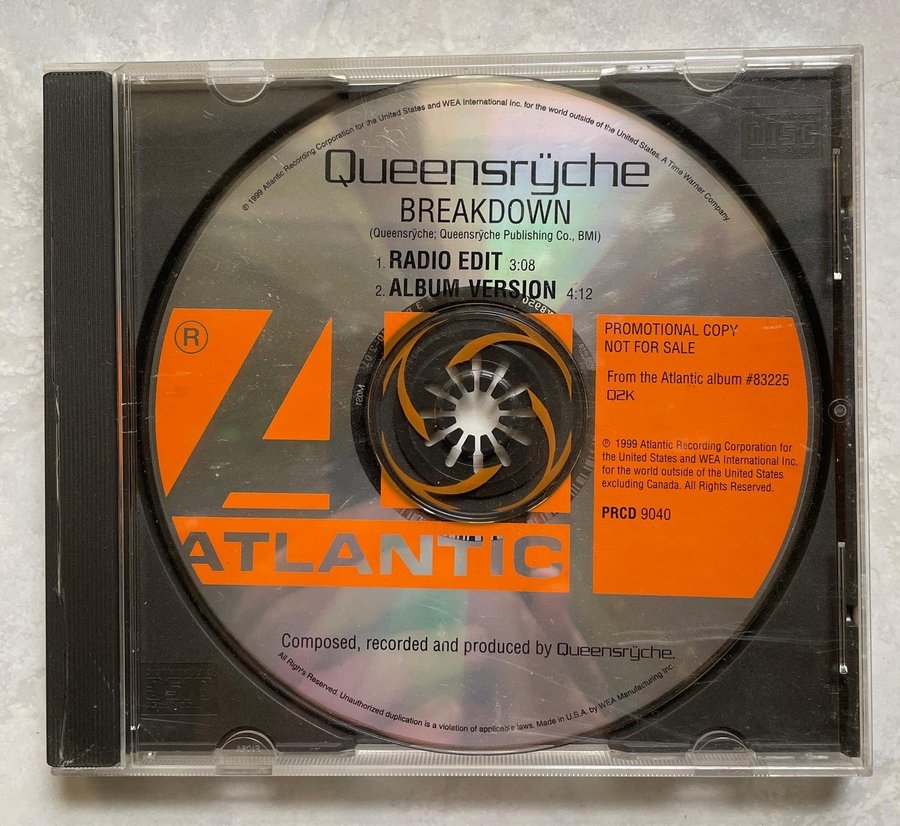 ℗ 1999 Atlantic Recording Corporation for the United States and WEA International Inc. for the world outside of the United States. A Time Warner Company
Queensrÿche
BREAKDOWN
(Queensrÿche; Queensrÿche Publishing Co., BMI)
1. RADIO EDIT 3:08
2. ALBUM VERSION 4:12
®
ATLANTIC
PROMOTIONAL COPY
NOT FOR SALE
From the Atlantic album #83225
Q2K
℗ 1999 Atlantic Recording Corporation for
the United States and WEA International Inc.
for the world outside of the United States
excluding Canada. All Rights Reserved.
PRCD 9040
Composed, recorded and produced by Queensrÿche.
All Rights Reserved. Unauthorized duplication is a violation of applicable laws. Made in U.S.A. by WEA Manufacturing Inc.